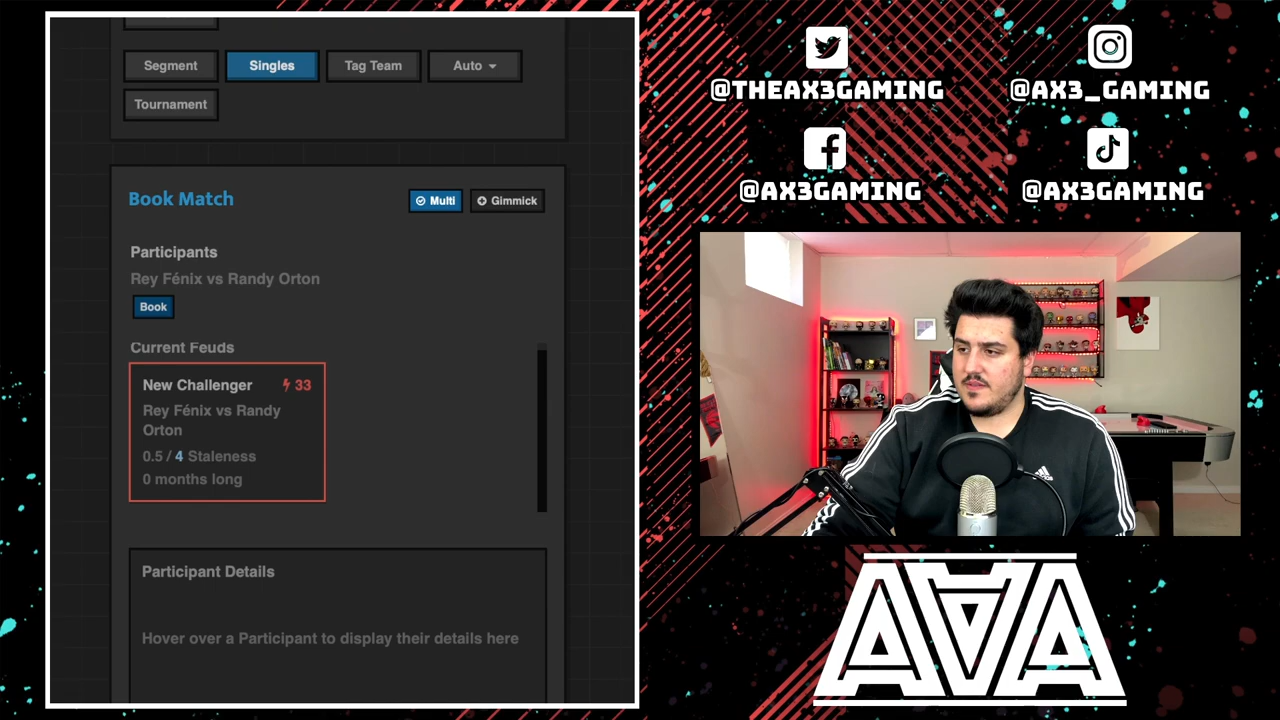 Segment
Singles
Tag Team
Auto
Tournament
Book Match
Multi
Gimmick
Participants
Rey Fénix vs Randy Orton
Book
Current Feuds
New Challenger
33
Rey Fénix vs Randy
Orton
0.5 / 4 Staleness
0 months long
Participant Details
Hover over a Participant to display their details here
@THEAX3GAMING
@AX3_GAMING
@AX3GAMING
@AX3GAMING
adidas